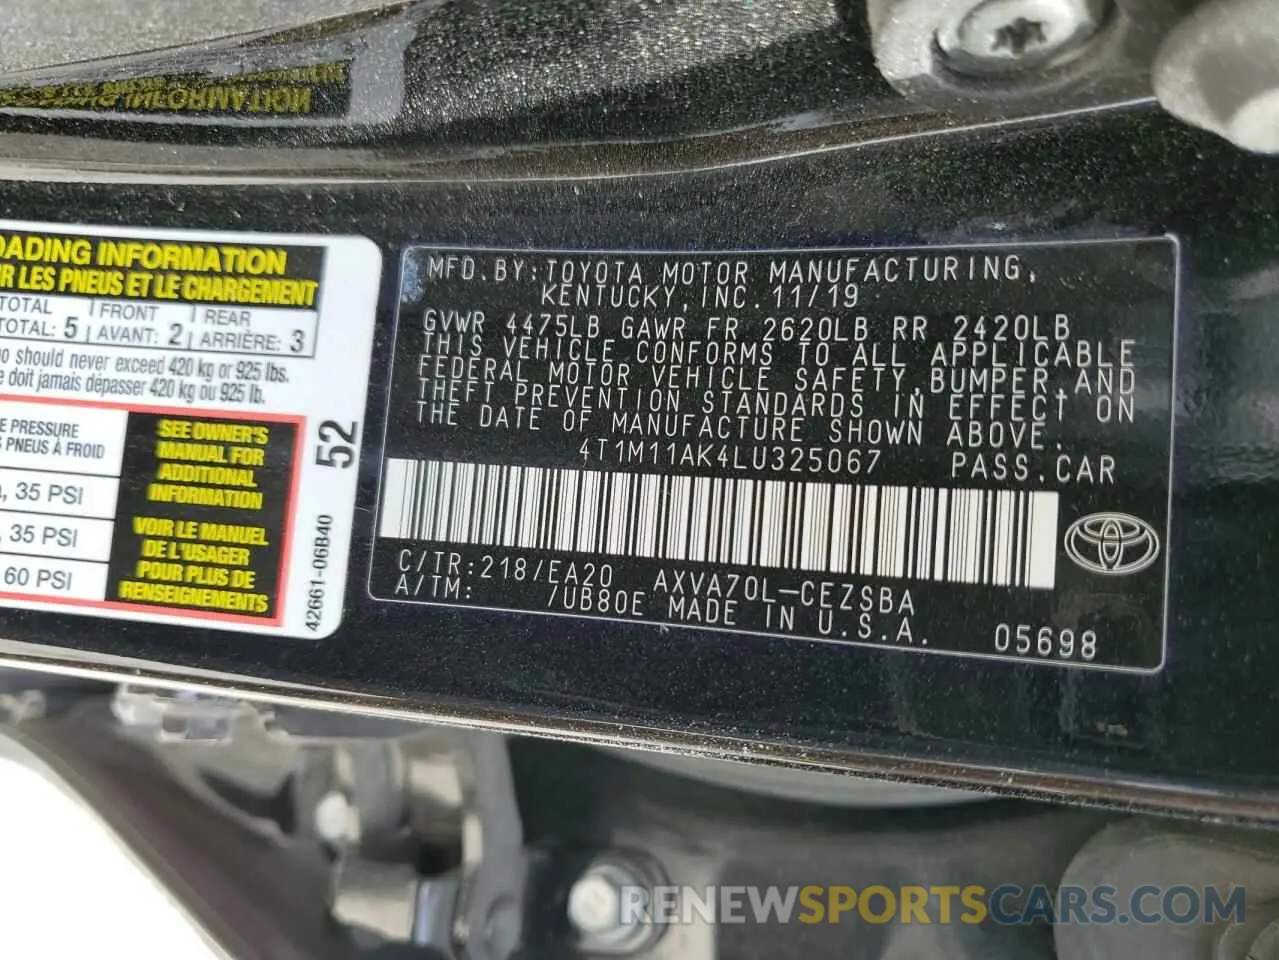 NOITAMROFNI
OADING INFORMATION
R LES PNEUS ET LE CHARGEMENT
TOTAL FRONT REAR
TOTAL: 5 AVANT: 2 ARRIÈRE: 3
should never exceed 420 kg or 925 lbs.
e doit jamais dépasser 420 kg ou 925 lb.
E PRESSURE
S PNEUS À FROID
, 35 PSI
, 35 PSI
60 PSI
SEE OWNER'S
MANUAL FOR
ADDITIONAL
INFORMATION
VOIR LE MANUEL
DE L'USAGER
POUR PLUS DE
RENSEIGNEMENTS
52
42661-06B40
MFD. BY: TOYOTA MOTOR MANUFACTURING,
KENTUCKY, INC. 11/19
GVWR 4475LB GAWR FR 2620LB RR 2420LB
THIS VEHICLE CONFORMS TO ALL APPLICABLE
FEDERAL MOTOR VEHICLE SAFETY, BUMPER, AND
THEFT PREVENTION STANDARDS IN EFFECT ON
THE DATE OF MANUFACTURE SHOWN ABOVE.
4T1M11AK4LU325067 PASS. CAR
C/TR: 218/EA20 AXVA70L-CEZSBA
A/TM: /UB80E MADE IN U.S.A. 05698
RENEWSPORTSCARS.COM